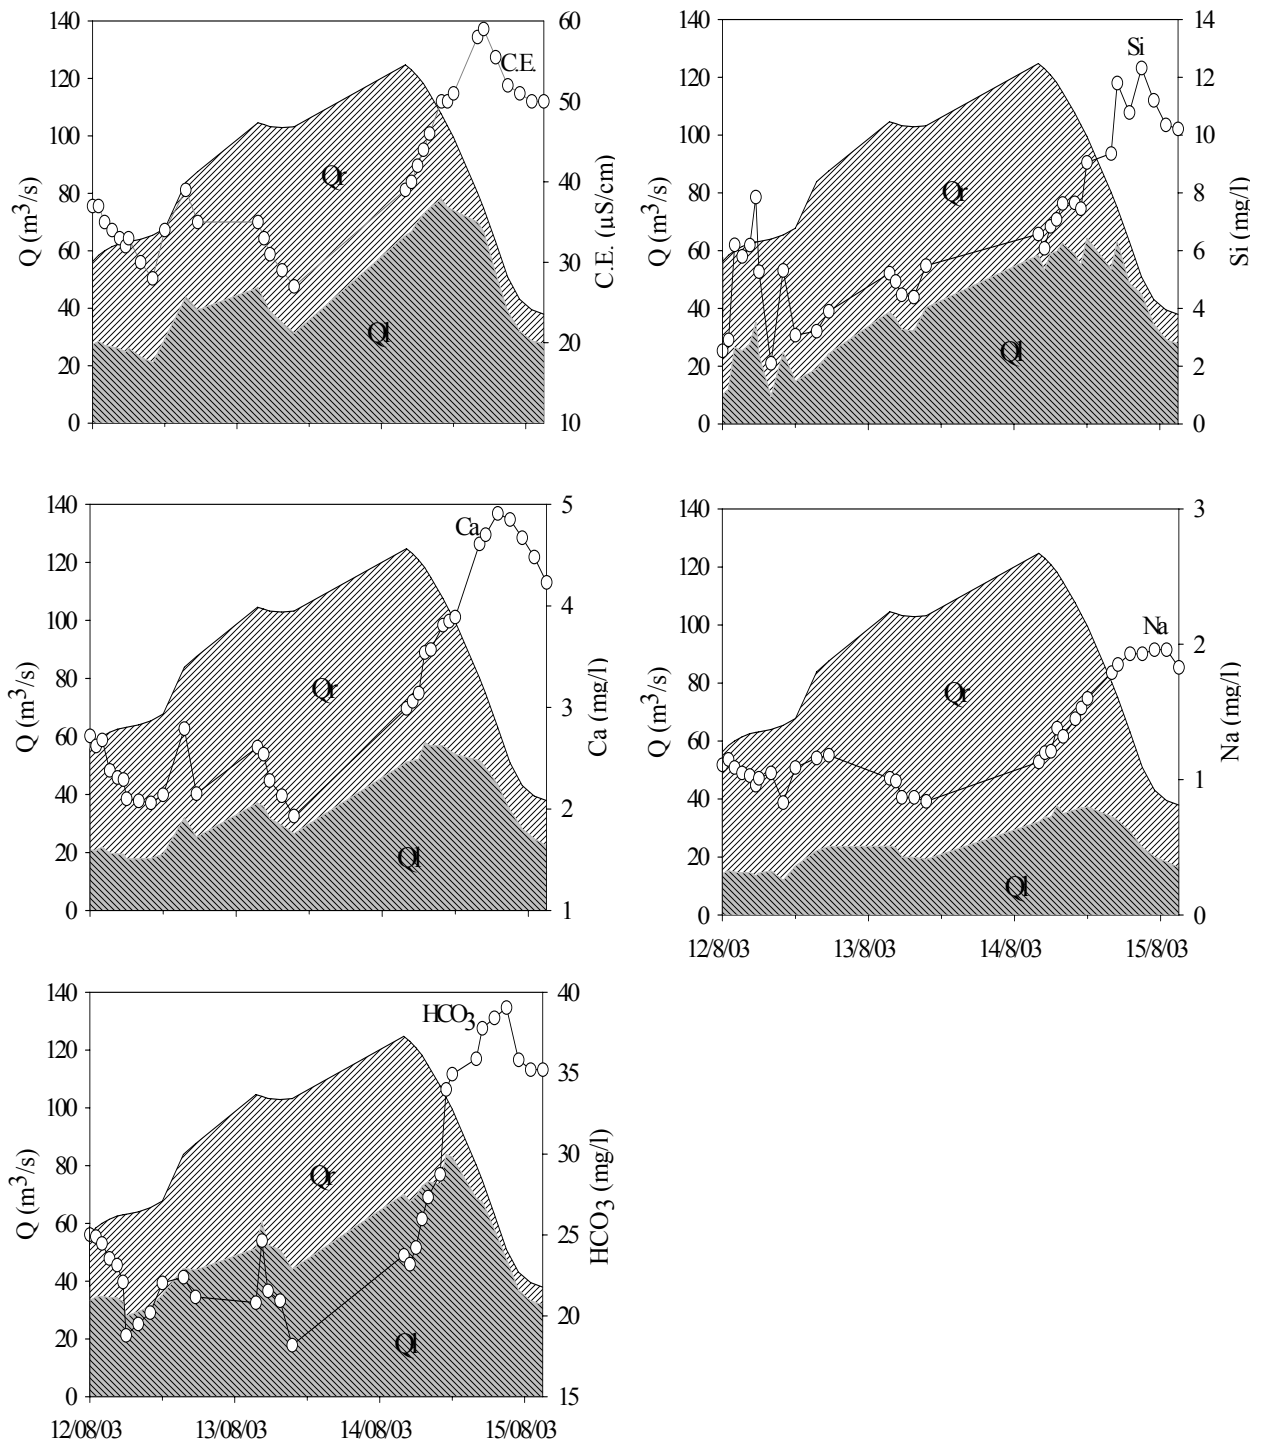 140
120
100
80
60
40
20
0
Q (m³/s)
60
50
40
30
20
10
C.E. (µS/cm)
C.E.
Qr
Ql
140
120
100
80
60
40
20
0
Q (m³/s)
14
12
10
8
6
4
2
0
Si (mg/l)
Si
Qr
Ql
140
120
100
80
60
40
20
0
Q (m³/s)
5
4
3
2
1
Ca (mg/l)
Ca
Qr
Ql
140
120
100
80
60
40
20
0
Q (m³/s)
3
2
1
0
Na (mg/l)
Na
Qr
Ql
12/8/03 13/8/03 14/8/03 15/8/03
140
120
100
80
60
40
20
0
Q (m³/s)
40
35
30
25
20
15
HCO₃ (mg/l)
HCO₃
Qr
Ql
12/08/03 13/08/03 14/08/03 15/08/03